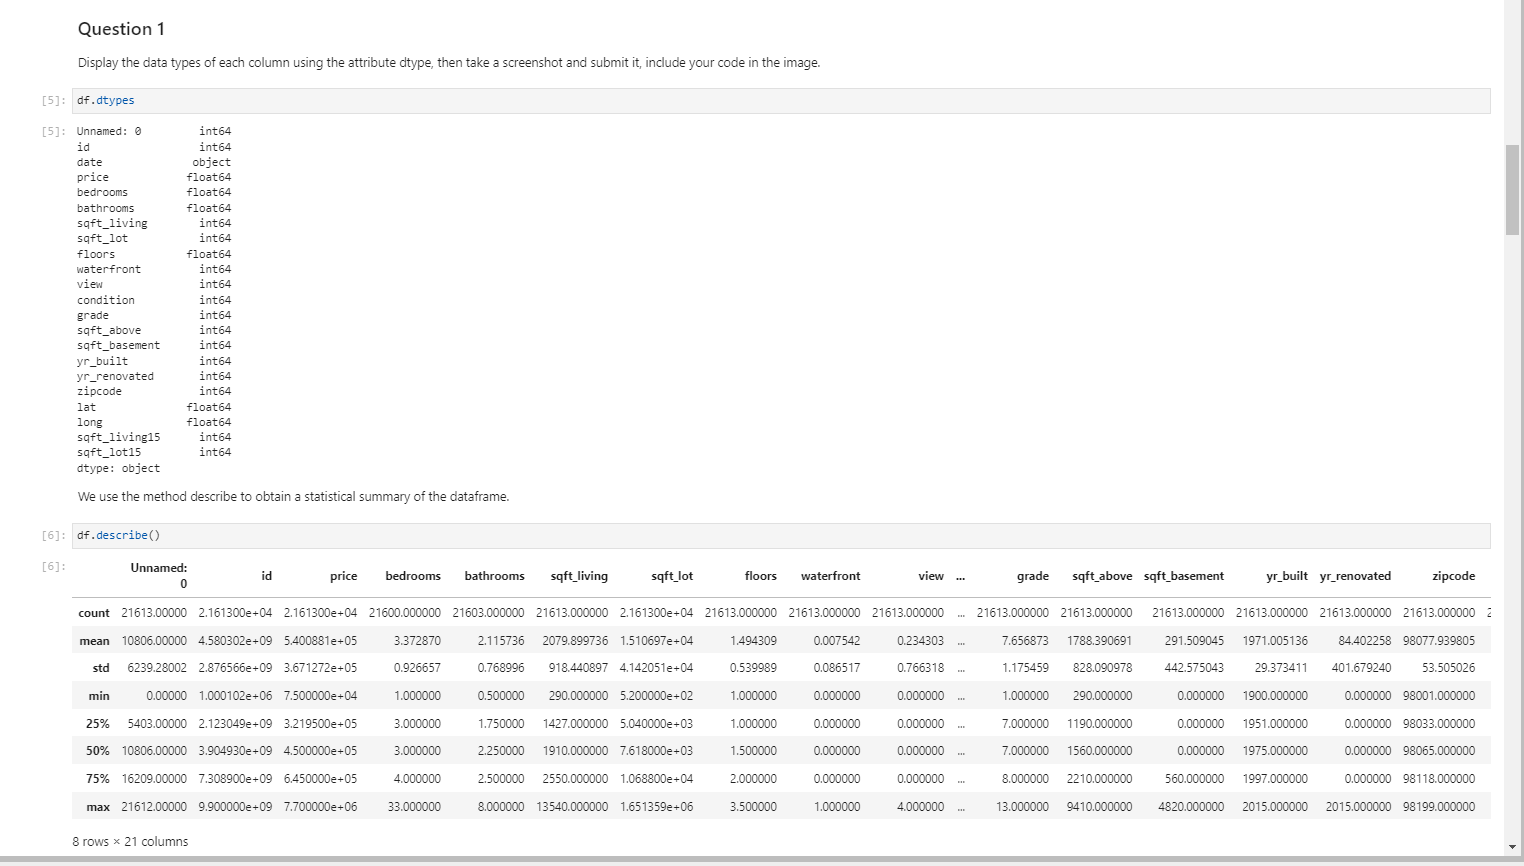 Question 1
Display the data types of each column using the attribute dtype, then take a screenshot and submit it, include your code in the image.
[5]: df.dtypes
[5]: Unnamed: 0 int64
id int64
date object
price float64
bedrooms float64
bathrooms float64
sqft_living int64
sqft_lot int64
floors float64
waterfront int64
view int64
condition int64
grade int64
sqft_above int64
sqft_basement int64
yr_built int64
yr_renovated int64
zipcode int64
lat float64
long float64
sqft_living15 int64
sqft_lot15 int64
dtype: object
We use the method describe to obtain a statistical summary of the dataframe.
[6]: df.describe()
[6]: Unnamed: 0 id price bedrooms bathrooms sqft_living sqft_lot floors waterfront view ... grade sqft_above sqft_basement yr_built yr_renovated zipcode
count 21613.00000 2.161300e+04 2.161300e+04 21600.000000 21603.000000 21613.000000 2.161300e+04 21613.000000 21613.000000 21613.000000 ... 21613.000000 21613.000000 21613.000000 21613.000000 21613.000000 21613.000000 2
mean 10806.00000 4.580302e+09 5.400881e+05 3.372870 2.115736 2079.899736 1.510697e+04 1.494309 0.007542 0.234303 ... 7.656873 1788.390691 291.509045 1971.005136 84.402258 98077.939805
std 6239.28002 2.876566e+09 3.671272e+05 0.926657 0.768996 918.440897 4.142051e+04 0.539989 0.086517 0.766318 ... 1.175459 828.090978 442.575043 29.373411 401.679240 53.505026
min 0.00000 1.000102e+06 7.500000e+04 1.000000 0.500000 290.000000 5.200000e+02 1.000000 0.000000 0.000000 ... 1.000000 290.000000 0.000000 1900.000000 0.000000 98001.000000
25% 5403.00000 2.123049e+09 3.219500e+05 3.000000 1.750000 1427.000000 5.040000e+03 1.000000 0.000000 0.000000 ... 7.000000 1190.000000 0.000000 1951.000000 0.000000 98033.000000
50% 10806.00000 3.904930e+09 4.500000e+05 3.000000 2.250000 1910.000000 7.618000e+03 1.500000 0.000000 0.000000 ... 7.000000 1560.000000 0.000000 1975.000000 0.000000 98065.000000
75% 16209.00000 7.308900e+09 6.450000e+05 4.000000 2.500000 2550.000000 1.068800e+04 2.000000 0.000000 0.000000 ... 8.000000 2210.000000 560.000000 1997.000000 0.000000 98118.000000
max 21612.00000 9.900000e+09 7.700000e+06 33.000000 8.000000 13540.000000 1.651359e+06 3.500000 1.000000 4.000000 ... 13.000000 9410.000000 4820.000000 2015.000000 2015.000000 98199.000000
8 rows × 21 columns